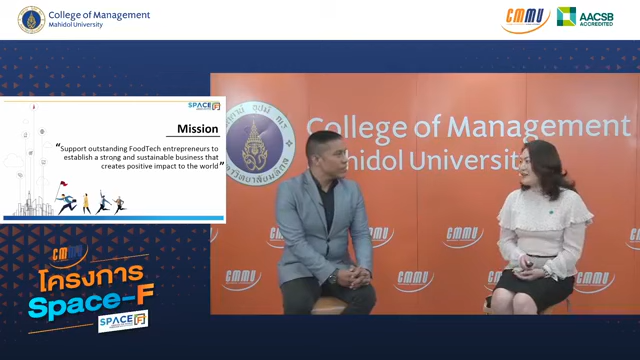 College of Management
Mahidol University
CMMU
AACSB
ACCREDITED
SPACE F
Mission
“Support outstanding FoodTech entrepreneurs to
establish a strong and sustainable business that
creates positive impact to the world”
College of Management
Mahidol University
CMMU
CMMU
CMMU
CMMU
CMMU
โครงการ
Space-F
SPACE F